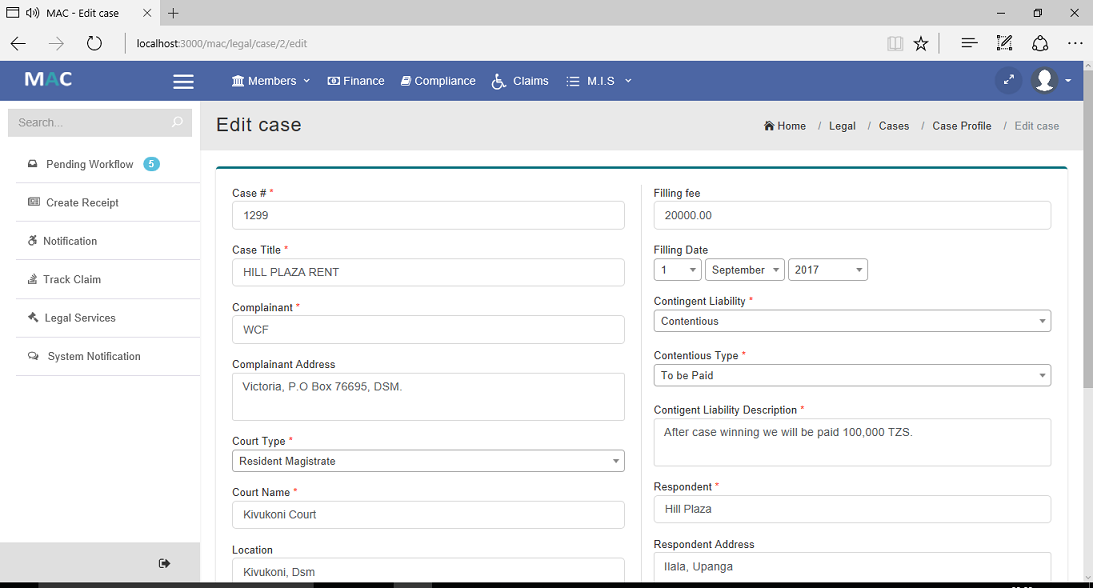 MAC - Edit case
localhost:3000/mac/legal/case/2/edit
MAC
Members
Finance
Compliance
Claims
M.I.S
Search...
Edit case
Home / Legal / Cases / Case Profile / Edit case
Pending Workflow 5
Create Receipt
Notification
Track Claim
Legal Services
System Notification
Case # *
1299
Case Title *
HILL PLAZA RENT
Complainant *
WCF
Complainant Address
Victoria, P.O Box 76695, DSM.
Court Type *
Resident Magistrate
Court Name *
Kivukoni Court
Location
Kivukoni, Dsm
Filling fee
20000.00
Filling Date
1 September 2017
Contingent Liability *
Contentious
Contentious Type *
To be Paid
Contigent Liability Description *
After case winning we will be paid 100,000 TZS.
Respondent *
Hill Plaza
Respondent Address
Ilala, Upanga